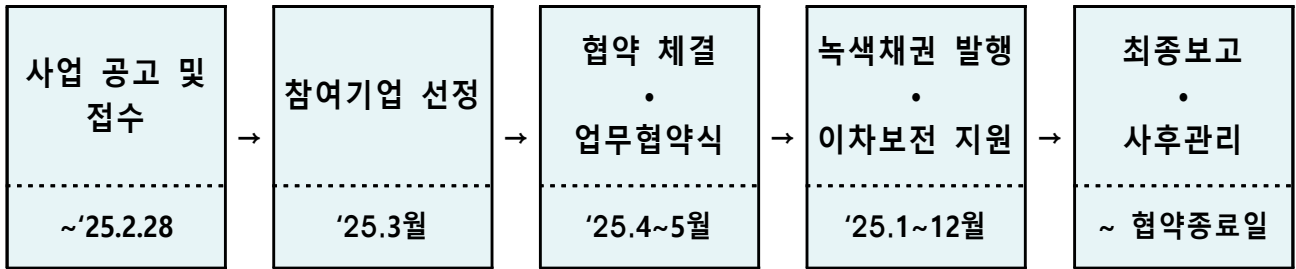 사업 공고 및
접수
~‘25.2.28
→
참여기업 선정
‘25.3월
→
협약 체결
•
업무협약식
‘25.4~5월
→
녹색채권 발행
•
이차보전 지원
‘25.1~12월
→
최종보고
•
사후관리
~ 협약종료일